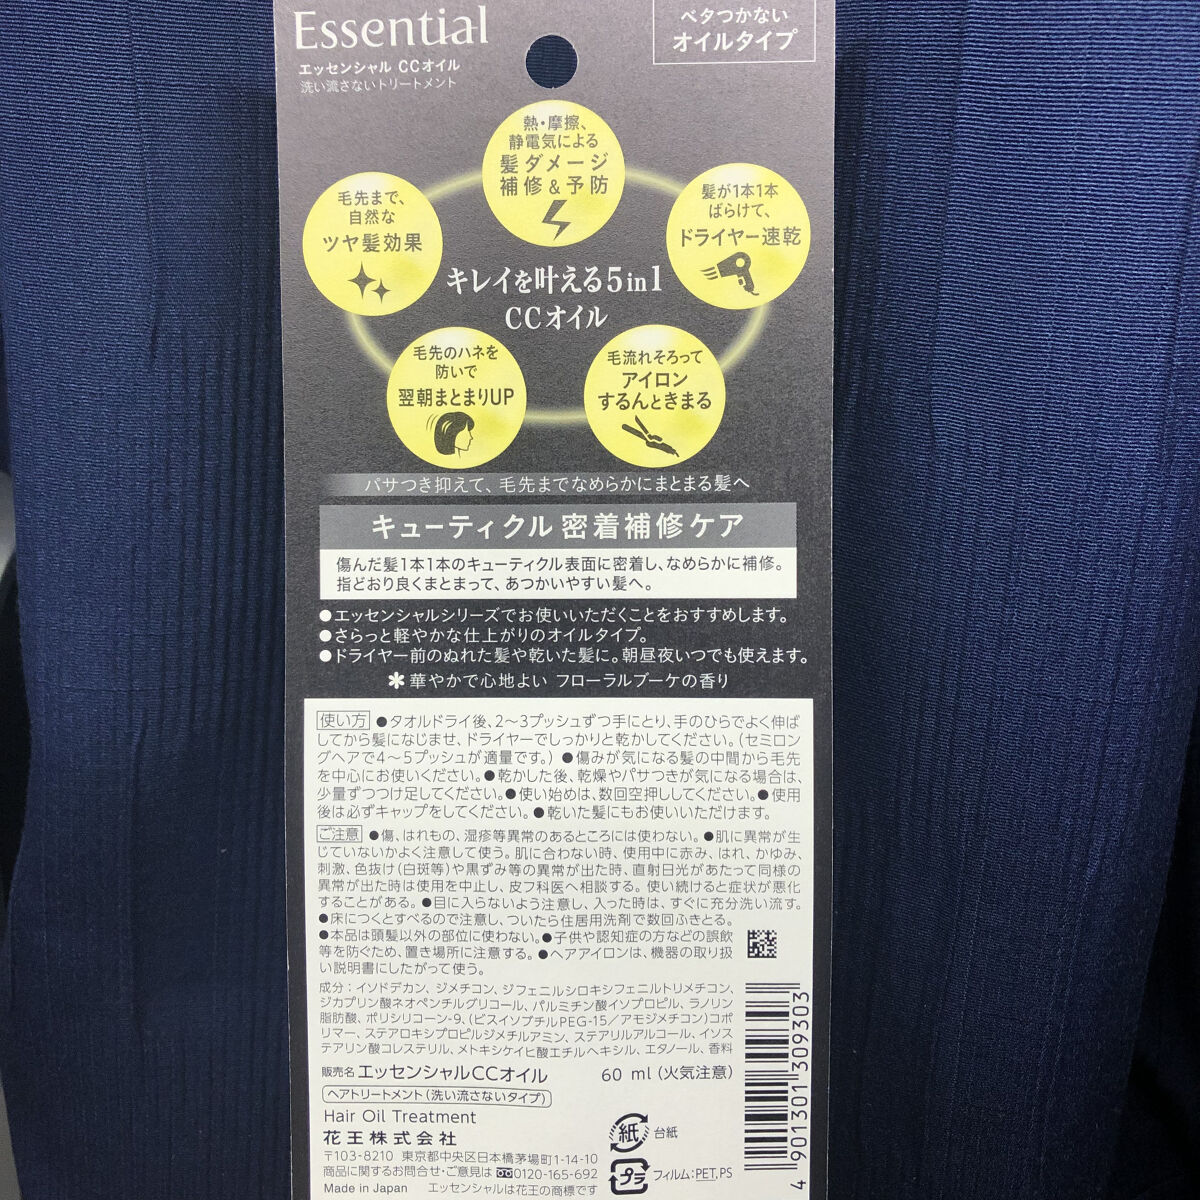 Essential
エッセンシャル CCオイル
洗い流さないトリートメント
ベタつかない
オイルタイプ
熱・摩擦、
静電気による
髪ダメージ
補修&予防
毛先まで、
自然な
ツヤ髪効果
髪が1本1本
ばらけて、
ドライヤー速乾
キレイを叶える5in1
CCオイル
毛先のハネを
防いで
翌朝まとまりUP
毛流れそろって
アイロン
するんときまる
パサつき抑えて、毛先までなめらかにまとまる髪へ
キューティクル 密着補修ケア
傷んだ髪1本1本のキューティクル表面に密着し、なめらかに補修。
指どおり良くまとまって、あつかいやすい髪へ。
●エッセンシャルシリーズでお使いいただくことをおすすめします。
●さらっと軽やかな仕上がりのオイルタイプ。
●ドライヤー前のぬれた髪や乾いた髪に。朝昼夜いつでも使えます。
＊華やかで心地よい フローラルブーケの香り
使い方 ●タオルドライ後、2〜3プッシュずつ手にとり、手のひらでよく伸ば
してから髪になじませ、ドライヤーでしっかりと乾かしてください。(セミロン
グヘアで4〜5プッシュが適量です。) ●傷みが気になる髪の中間から毛先
を中心にお使いください。●乾かした後、乾燥やパサつきが気になる場合は、
少量ずつつけ足してください。●使い始めは、数回空押ししてください。●使用
後は必ずキャップをしてください。●乾いた髪にもお使いいただけます。
ご注意 ●傷、はれもの、湿疹等異常のあるところには使わない。●肌に異常が生
じていないかよく注意して使う。肌に合わない時、使用中に赤み、はれ、かゆみ、
刺激、色抜け(白斑等)や黒ずみ等の異常が出た時、直射日光があたって同様の
異常が出た時は使用を中止し、皮フ科医へ相談する。使い続けると症状が悪化
することがある。●目に入らないよう注意し、入った時は、すぐに充分洗い流す。
●床につくとすべるので注意し、ついたら住居用洗剤で数回ふきとる。
●本品は頭髪以外の部位に使わない。●子供や認知症の方などの誤飲
等を防ぐため、置き場所に注意する。●ヘアアイロンは、機器の取り扱
い説明書にしたがって使う。
成分：イソドデカン、ジメチコン、ジフェニルシロキシフェニルトリメチコン、
ジカプリン酸ネオペンチルグリコール、パルミチン酸イソプロピル、ラノリン
脂肪酸、ポリシリコーン-9、(ビスイソブチルPEG-15／アモジメチコン)コポ
リマー、ステアロキシプロピルジメチルアミン、ステアリルアルコール、イソス
テアリン酸コレステリル、メトキシケイヒ酸エチルヘキシル、エタノール、香料
販売名 エッセンシャルCCオイル 60 ml (火気注意)
ヘアトリートメント(洗い流さないタイプ)
Hair Oil Treatment
花王株式会社
〒103-8210 東京都中央区日本橋茅場町1-14-10
商品に関するお問合せ・ご意見は 0120-165-692
Made in Japan エッセンシャルは花王の商標です
紙 台紙
プラ フィルム：PET,PS
4 901301 309303